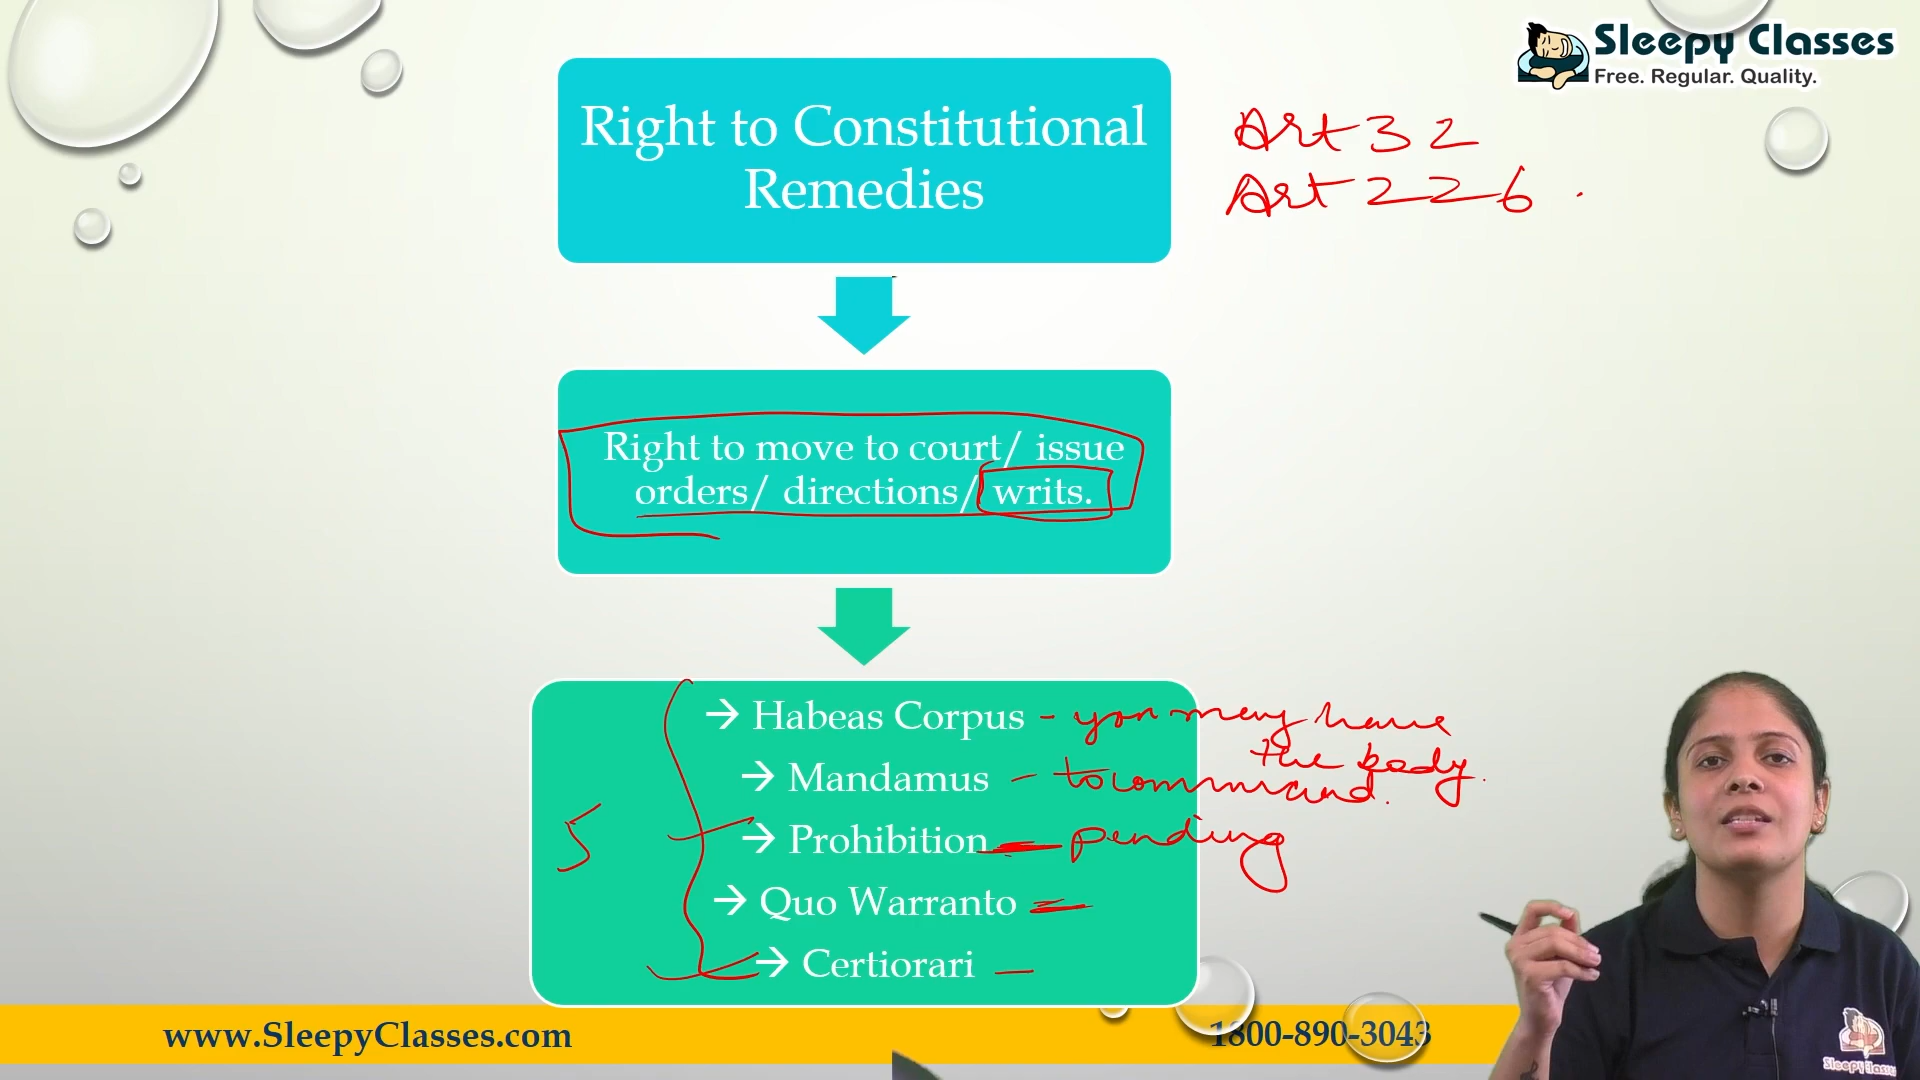 Sleepy Classes
Free. Regular. Quality.
Right to Constitutional
Remedies
Art 32
Art 226
Right to move to court/ issue
orders/ directions/ writs.
5
→ Habeas Corpus - you may have
the body.
→ Mandamus - to command.
→ Prohibition - pending
→ Quo Warranto -
→ Certiorari -
www.SleepyClasses.com
1800-890-3043
Sleepy Classes